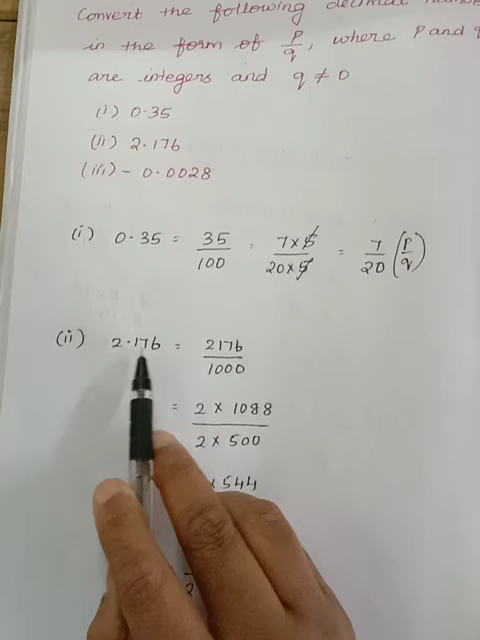 Convert the following decimal
in the form of p/q, where p and q
are integers and q ≠ 0
(i) 0.35
(ii) 2.176
(iii) - 0.0028
(i) 0.35 = 35/100 = 7×5/20×5 = 7/20 (p/q)
(ii) 2.176 = 2176/1000
= 2 × 1088/2 × 500
× 544
2